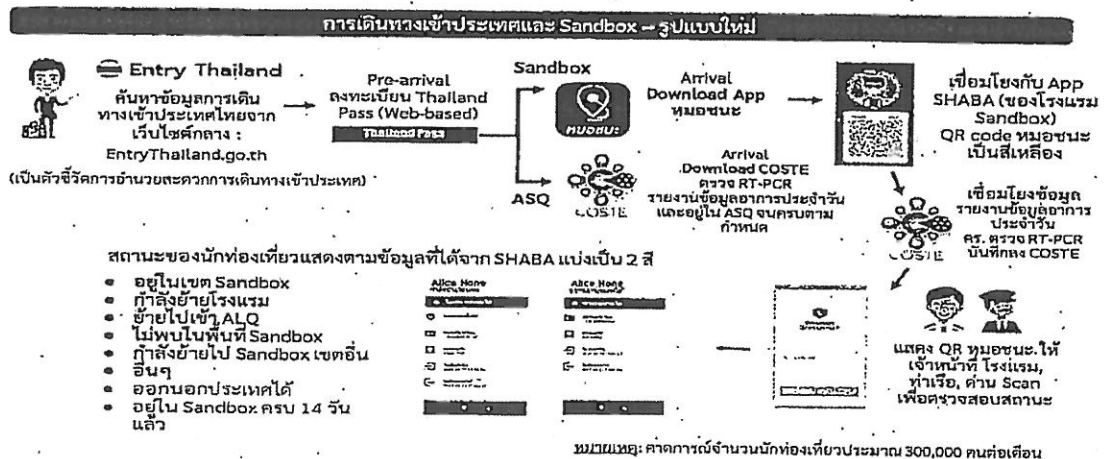 การเดินทางเข้าประเทศและ Sandbox – รูปแบบใหม่
Entry Thailand
ค้นหาข้อมูลการเดิน
ทางเข้าประเทศไทยจาก
เว็บไซต์กลาง :
EntryThailand.go.th
(เป็นตัวชี้วัดการอำนวยสะดวกการเดินทางเข้าประเทศ)
Pre-arrival
ลงทะเบียน Thailand
Pass (Web-based)
Thailand Pass
Sandbox
หมอชนะ
Arrival
Download App
หมอชนะ
เชื่อมโยงกับ App
SHABA (ของโรงแรม
Sandbox)
QR code หมอชนะ
เป็นสีเหลือง
ASQ
COSTE
Arrival
Download COSTE
ตรวจ RT-PCR
รายงานข้อมูลอาการประจำวัน
และอยู่ใน ASQ จนครบตาม
กำหนด
COSTE
เชื่อมโยงข้อมูล
รายงานข้อมูลอาการ
ประจำวัน
คร. ตรวจ RT-PCR
บันทึกลง COSTE
แสดง QR หมอชนะ ให้
เจ้าหน้าที่ โรงแรม,
ท่าเรือ, ด่าน Scan
เพื่อตรวจสอบสถานะ
สถานะของนักท่องเที่ยวแสดงตามข้อมูลที่ได้จาก SHABA แบ่งเป็น 2 สี
• อยู่ในเขต Sandbox
• กำลังย้ายโรงแรม
• ย้ายไปเข้า ALQ
• ไม่พบในพื้นที่ Sandbox
• กำลังย้ายไป Sandbox เขตอื่น
• อื่นๆ
• ออกนอกประเทศได้
• อยู่ใน Sandbox ครบ 14 วัน
แล้ว
Alice Hone
Alice Hone
หมายเหตุ: คาดการณ์จำนวนนักท่องเที่ยวประมาณ 300,000 คนต่อเดือน